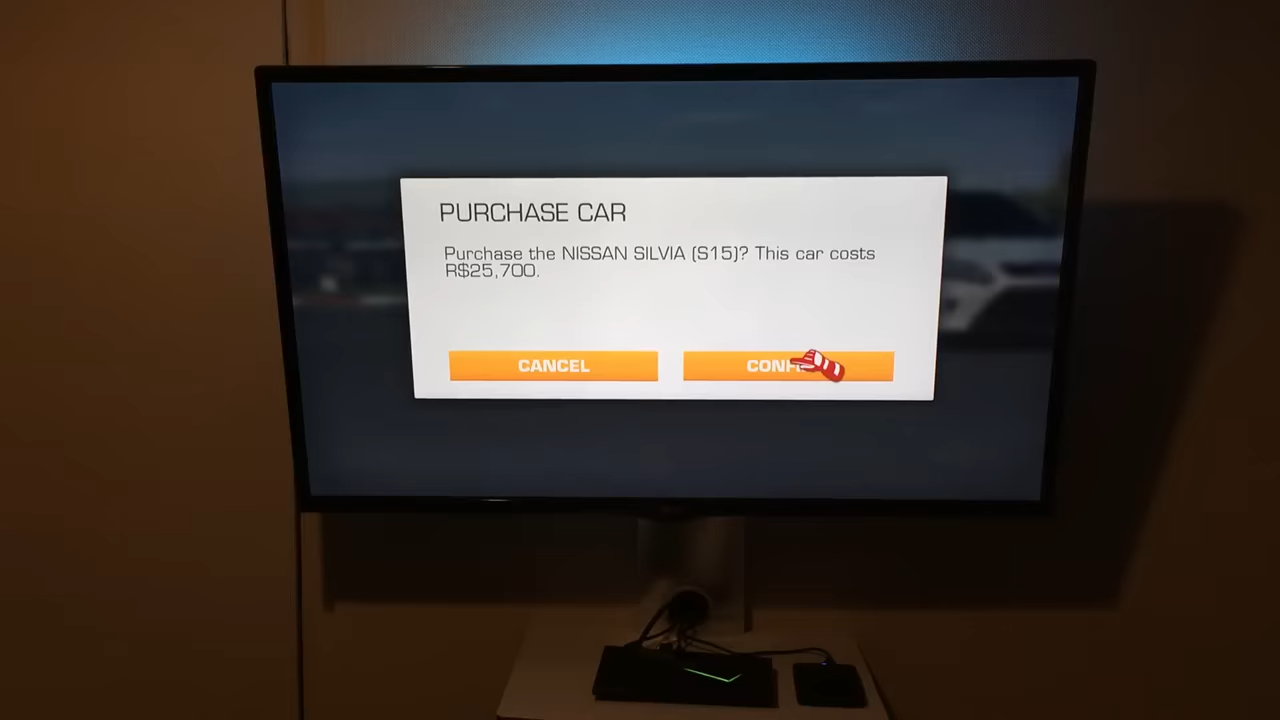 PURCHASE CAR
Purchase the NISSAN SILVIA (S15)? This car costs
R$25,700.
CANCEL